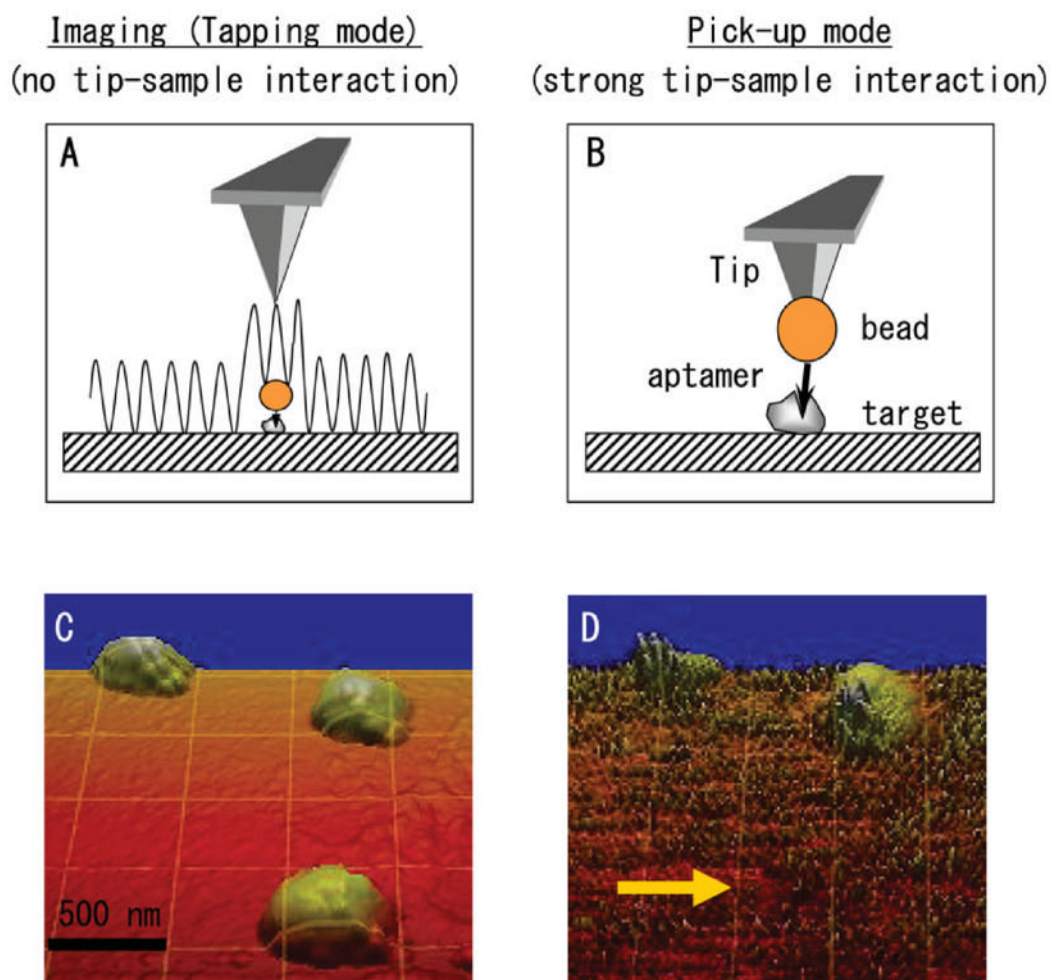 Imaging (Tapping mode)
(no tip-sample interaction)
Pick-up mode
(strong tip-sample interaction)
A
B
Tip
bead
aptamer
target
C
500 nm
D